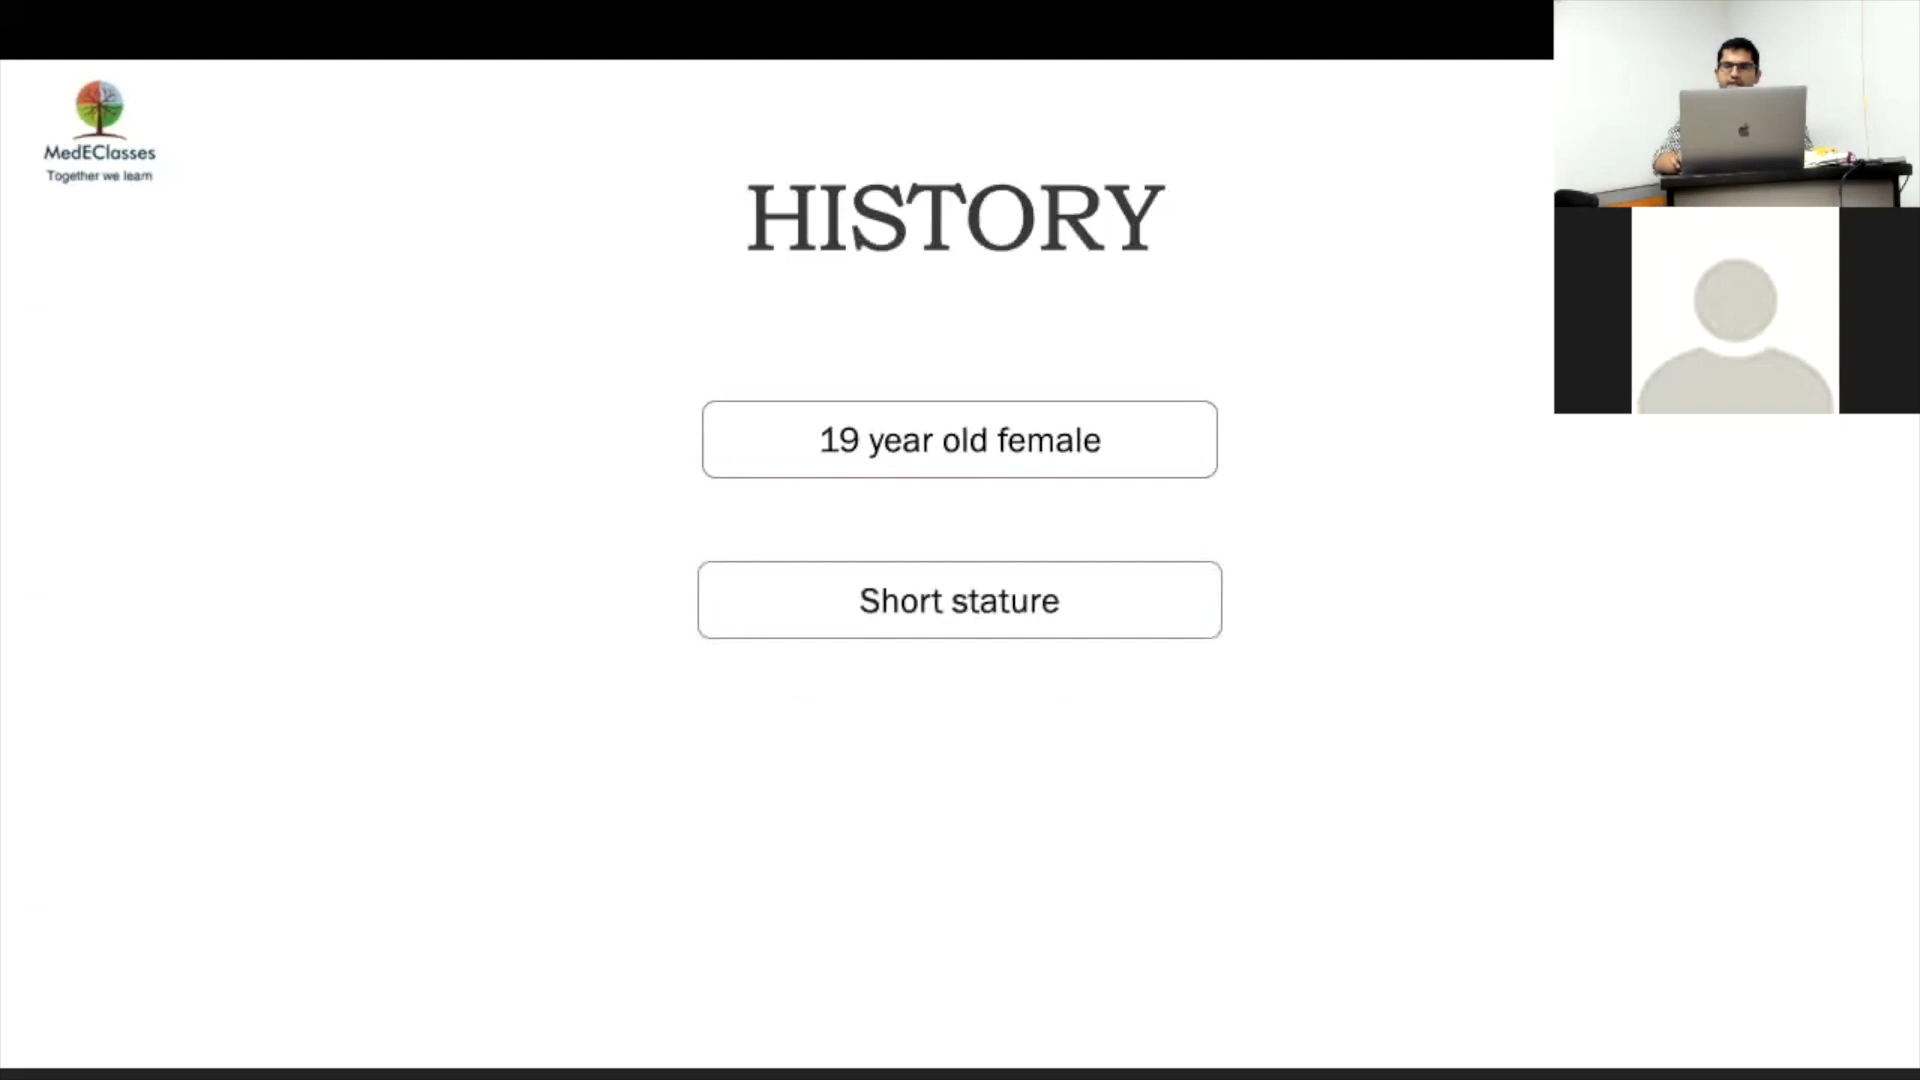 MedEClasses
Together we learn
HISTORY
19 year old female
Short stature